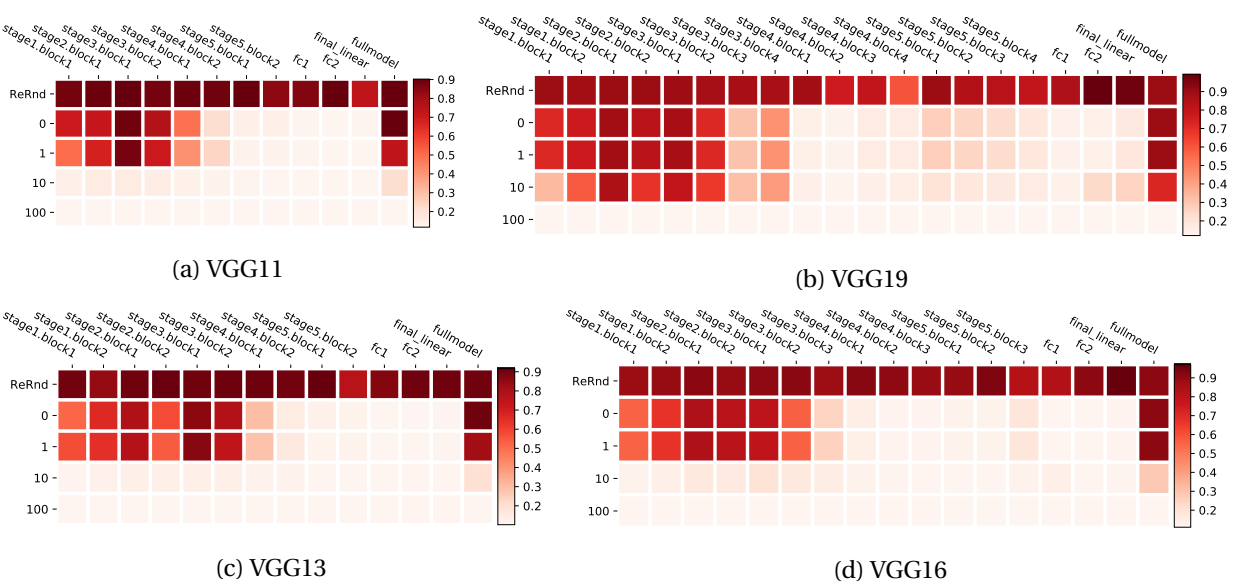 stage1.block1
stage2.block1
stage3.block1
stage3.block2
stage4.block1
stage4.block2
stage5.block1
stage5.block2
fc1
fc2
final_linear
fullmodel
ReRnd
0
1
10
100
0.9
0.8
0.7
0.6
0.5
0.4
0.3
0.2
(a) VGG11
stage1.block1
stage1.block2
stage2.block1
stage2.block2
stage3.block1
stage3.block2
stage3.block3
stage3.block4
stage4.block1
stage4.block2
stage4.block3
stage4.block4
stage5.block1
stage5.block2
stage5.block3
stage5.block4
fc1
fc2
final_linear
fullmodel
ReRnd
0
1
10
100
0.9
0.8
0.7
0.6
0.5
0.4
0.3
0.2
(b) VGG19
stage1.block1
stage1.block2
stage2.block1
stage2.block2
stage3.block1
stage3.block2
stage4.block1
stage4.block2
stage5.block1
stage5.block2
fc1
fc2
final_linear
fullmodel
ReRnd
0
1
10
100
0.9
0.8
0.7
0.6
0.5
0.4
0.3
0.2
(c) VGG13
stage1.block1
stage1.block2
stage2.block1
stage2.block2
stage3.block1
stage3.block2
stage3.block3
stage4.block1
stage4.block2
stage4.block3
stage5.block1
stage5.block2
stage5.block3
fc1
fc2
final_linear
fullmodel
ReRnd
0
1
10
100
0.9
0.8
0.7
0.6
0.5
0.4
0.3
0.2
(d) VGG16